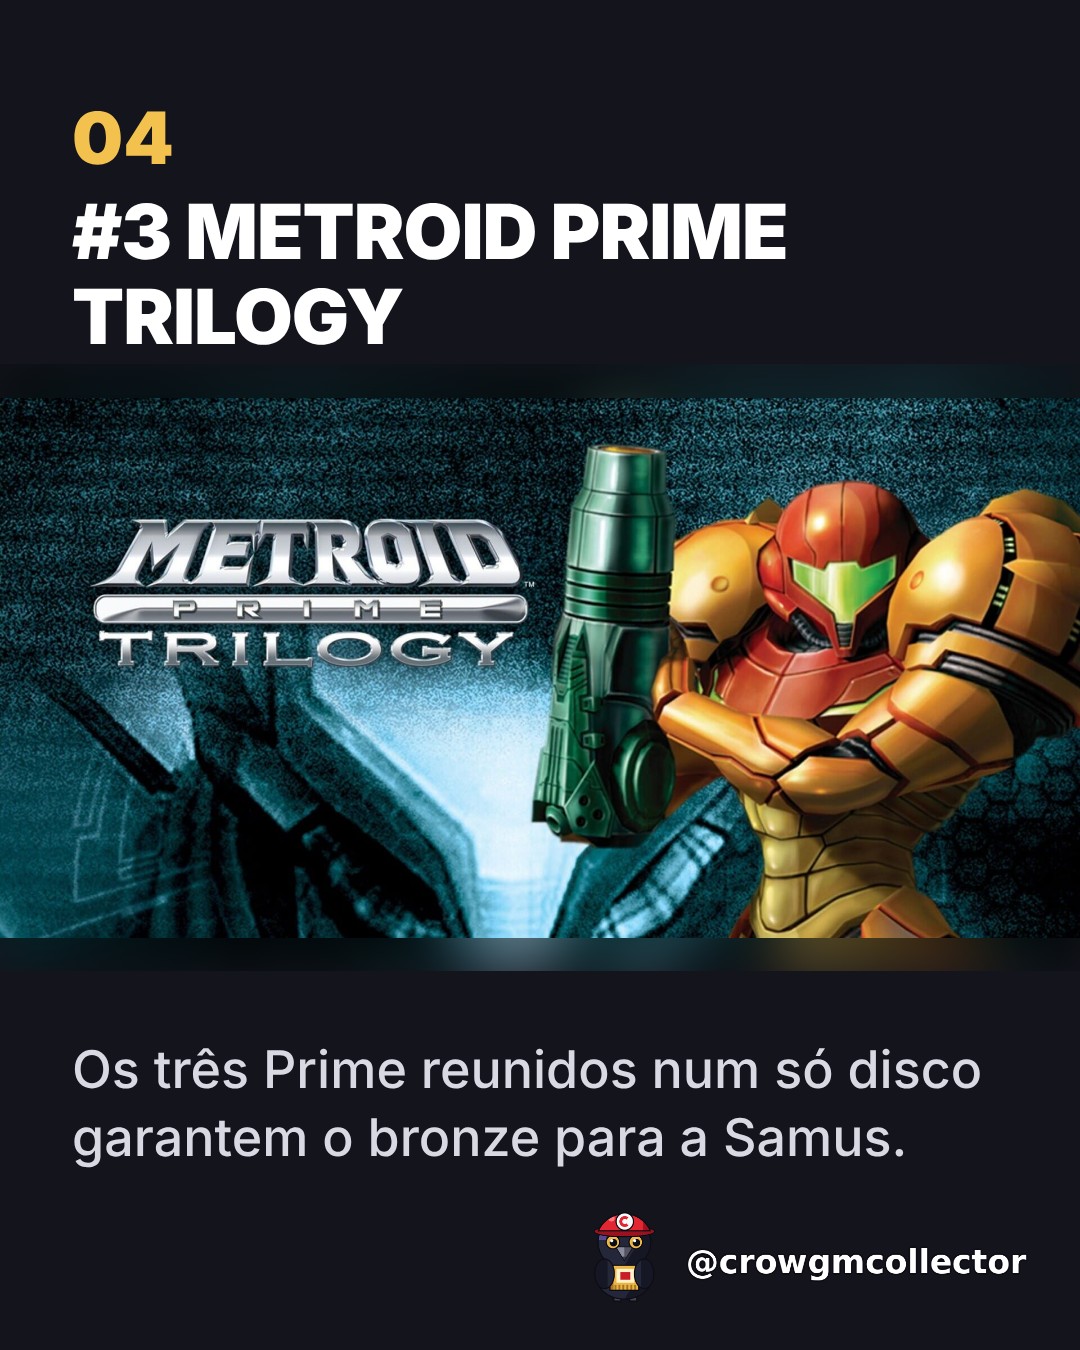 04
#3 METROID PRIME
TRILOGY
METROID™
PRIME
TRILOGY
Os três Prime reunidos num só disco
garantem o bronze para a Samus.
C
@crowgmcollector